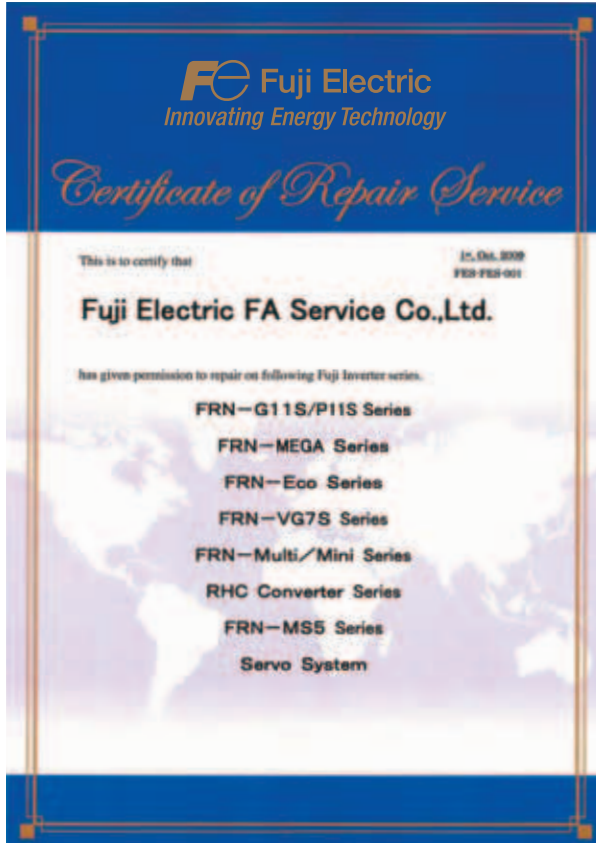 Fe Fuji Electric
Innovating Energy Technology
Certificate of Repair Service
This is to certify that
1st, Oct. 2009
FES-FES-001
Fuji Electric FA Service Co.,Ltd.
has given permission to repair on following Fuji Inverter series.
FRN-G11S/P11S Series
FRN-MEGA Series
FRN-Eco Series
FRN-VG7S Series
FRN-Multi/Mini Series
RHC Converter Series
FRN-MS5 Series
Servo System